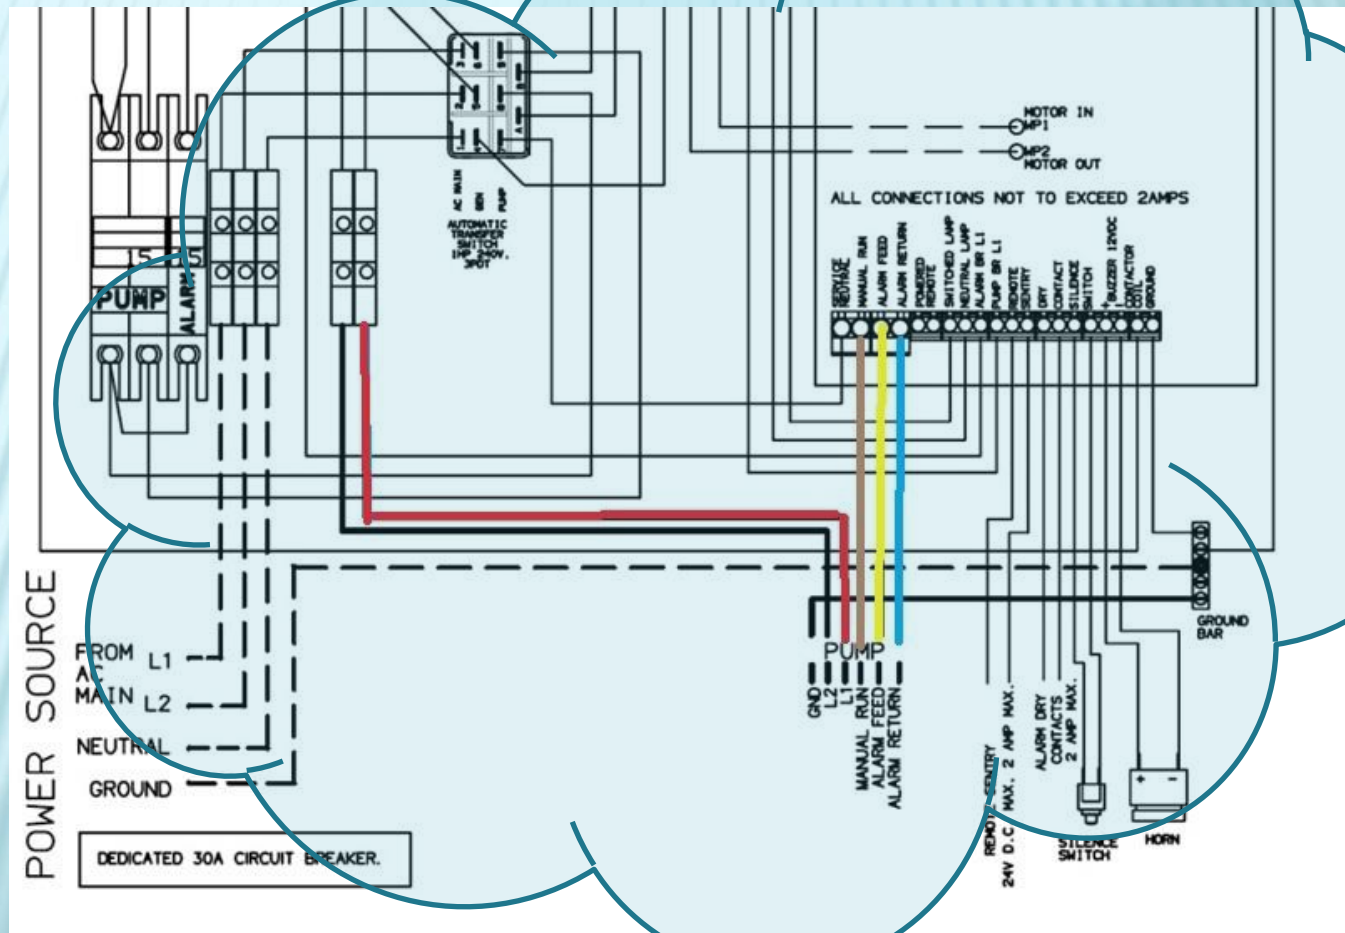 MOTOR IN
MP1
MP2
MOTOR OUT
ALL CONNECTIONS NOT TO EXCEED 2AMPS
AC MAIN
GEN
PUMP
AUTOMATIC
TRANSFER
SWITCH
240V.
3PDT
15
15
PUMP
ALARM
SERVICE
NEUTRAL
MANUAL RUN
ALARM FEED
ALARM RETURN
POWERED
REMOTE
SWITCHED LAMP
NEUTRAL LAMP
ALARM BR L1
PUMP BR L1
REMOTE
SENTRY
DRY
CONTACT
SILENCE
SWITCH
+
BUZZER 12VDC
-
CONTACTOR
COIL
GROUND
POWER SOURCE
FROM
AC
MAIN
L1
L2
NEUTRAL
GROUND
DEDICATED 30A CIRCUIT BREAKER.
PUMP
GND
L2
L1
MANUAL RUN
ALARM FEED
ALARM RETURN
REMOTE SENTRY
24V D.C. MAX. 2 AMP MAX.
ALARM DRY
CONTACTS
2 AMP MAX.
GROUND
BAR
SILENCE
SWITCH
+ -
HORN